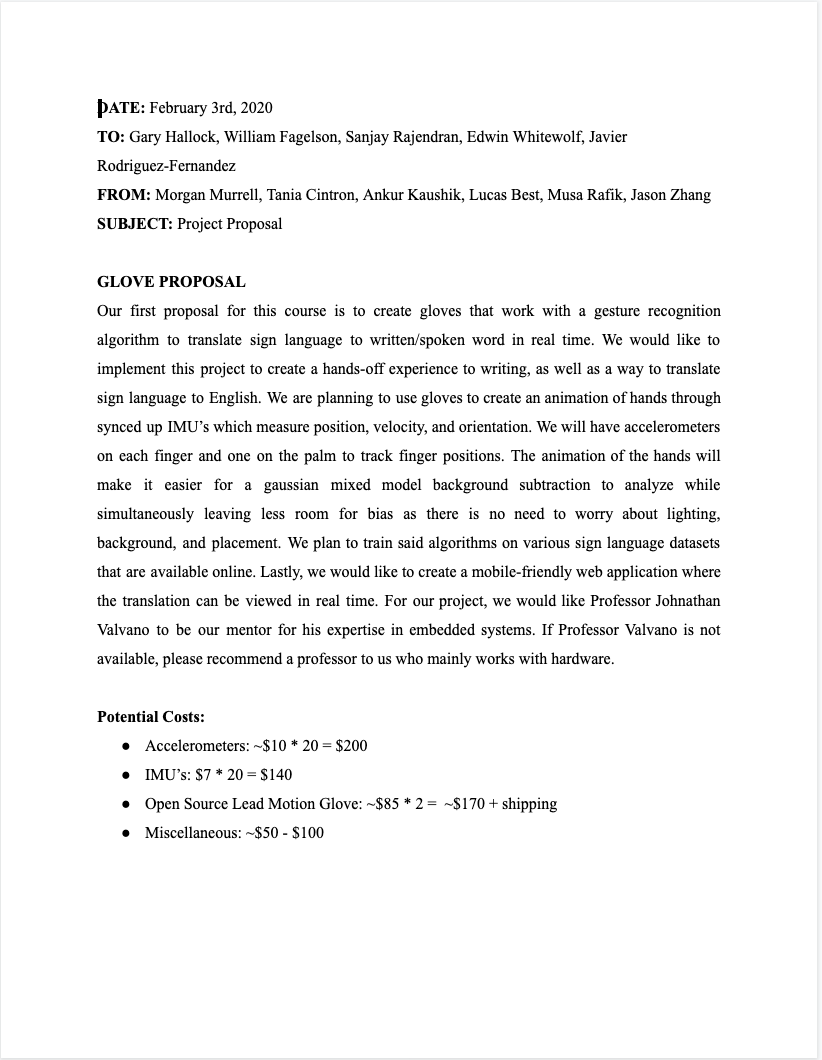 DATE: February 3rd, 2020
TO: Gary Hallock, William Fagelson, Sanjay Rajendran, Edwin Whitewolf, Javier
Rodriguez-Fernandez
FROM: Morgan Murrell, Tania Cintron, Ankur Kaushik, Lucas Best, Musa Rafik, Jason Zhang
SUBJECT: Project Proposal
GLOVE PROPOSAL
Our first proposal for this course is to create gloves that work with a gesture recognition
algorithm to translate sign language to written/spoken word in real time. We would like to
implement this project to create a hands-off experience to writing, as well as a way to translate
sign language to English. We are planning to use gloves to create an animation of hands through
synced up IMU’s which measure position, velocity, and orientation. We will have accelerometers
on each finger and one on the palm to track finger positions. The animation of the hands will
make it easier for a gaussian mixed model background subtraction to analyze while
simultaneously leaving less room for bias as there is no need to worry about lighting,
background, and placement. We plan to train said algorithms on various sign language datasets
that are available online. Lastly, we would like to create a mobile-friendly web application where
the translation can be viewed in real time. For our project, we would like Professor Johnathan
Valvano to be our mentor for his expertise in embedded systems. If Professor Valvano is not
available, please recommend a professor to us who mainly works with hardware.
Potential Costs:
● Accelerometers: ~$10 * 20 = $200
● IMU’s: $7 * 20 = $140
● Open Source Lead Motion Glove: ~$85 * 2 = ~$170 + shipping
● Miscellaneous: ~$50 - $100